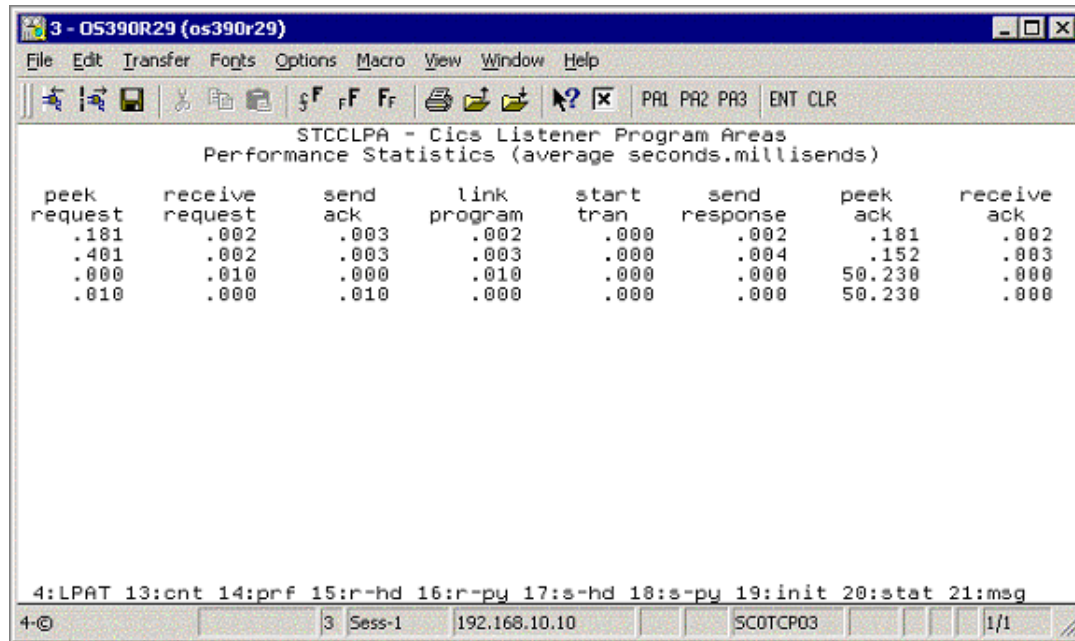 3 - OS390R29 (os390r29)
File Edit Transfer Fonts Options Macro View Window Help
PA1 PA2 PA3 ENT CLR
STCCLPA - Cics Listener Program Areas
Performance Statistics (average seconds.millisends)
peek receive send link start send peek receive
request request ack program tran response ack ack
.181 .002 .003 .002 .000 .002 .181 .002
.401 .002 .003 .003 .000 .004 .152 .003
.000 .010 .000 .010 .000 .000 50.230 .000
.010 .000 .010 .000 .000 .000 50.230 .000
4:LPAT 13:cnt 14:prf 15:r-hd 16:r-py 17:s-hd 18:s-py 19:init 20:stat 21:msg
4-© 3 Sess-1 192.168.10.10 SC0TCP03 1/1